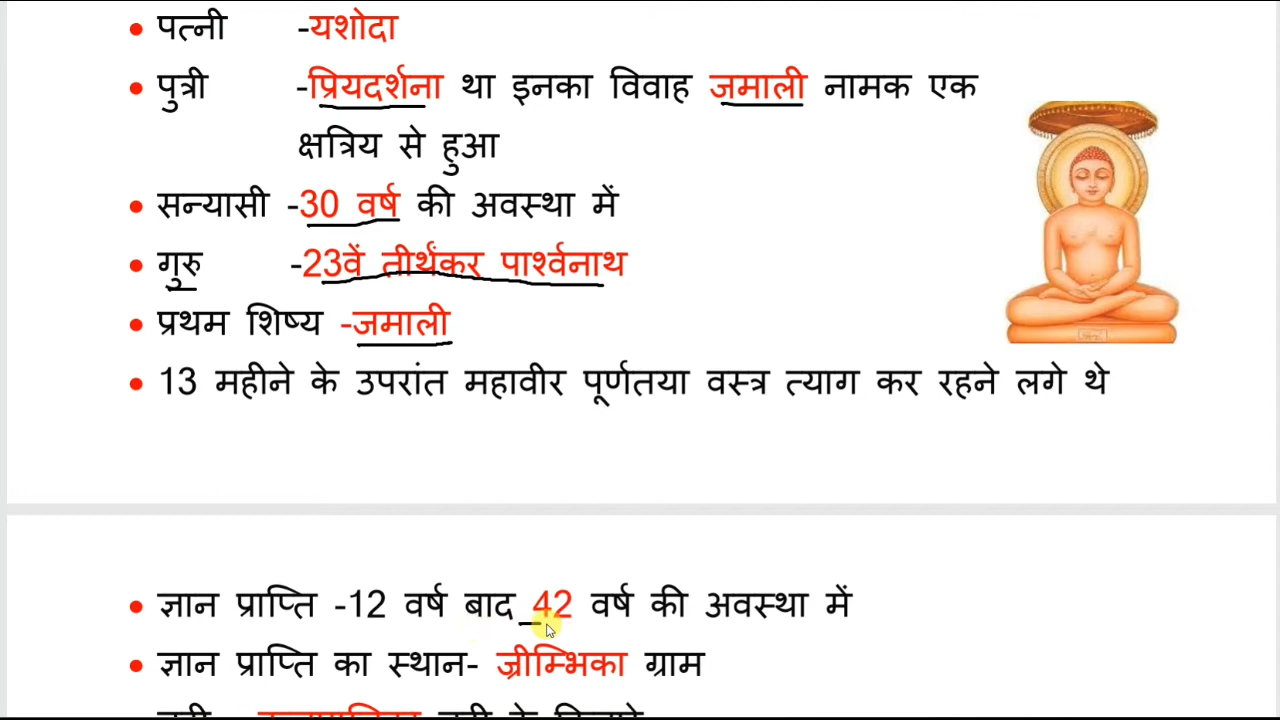 • पत्नी -यशोदा
• पुत्री -प्रियदर्शना था इनका विवाह जमाली नामक एक
क्षत्रिय से हुआ
• सन्यासी -30 वर्ष की अवस्था में
• गुरु -23वें तीर्थंकर पार्श्वनाथ
• प्रथम शिष्य -जमाली
• 13 महीने के उपरांत महावीर पूर्णतया वस्त्र त्याग कर रहने लगे थे
• ज्ञान प्राप्ति -12 वर्ष बाद 42 वर्ष की अवस्था में
• ज्ञान प्राप्ति का स्थान- ज्रीम्भिका ग्राम